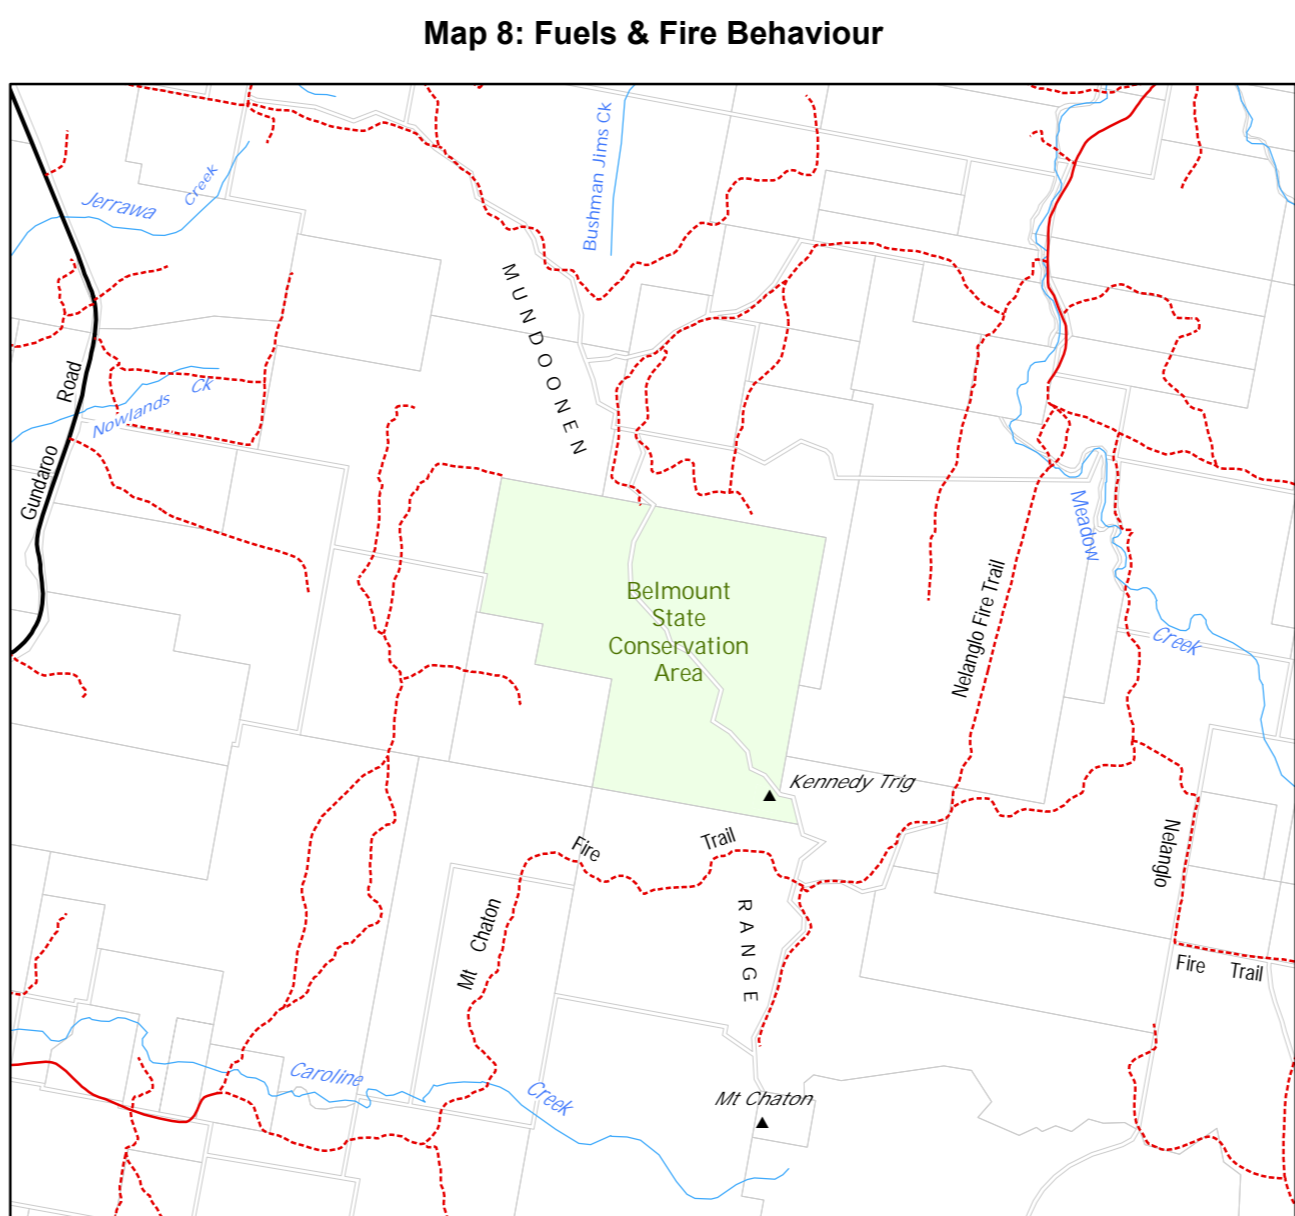 Map 8: Fuels & Fire Behaviour
Bushman Jims Ck
Jerrawa Creek
MUNDOONEN
Road
Nowlands Ck
Gundaroo
Meadow
Belmount
State
Conservation
Area
Nelanglo Fire Trail
Creek
Kennedy Trig
Fire Trail
Nelanglo
Mt Chaton
RANGE
Fire Trail
Caroline
Creek
Mt Chaton